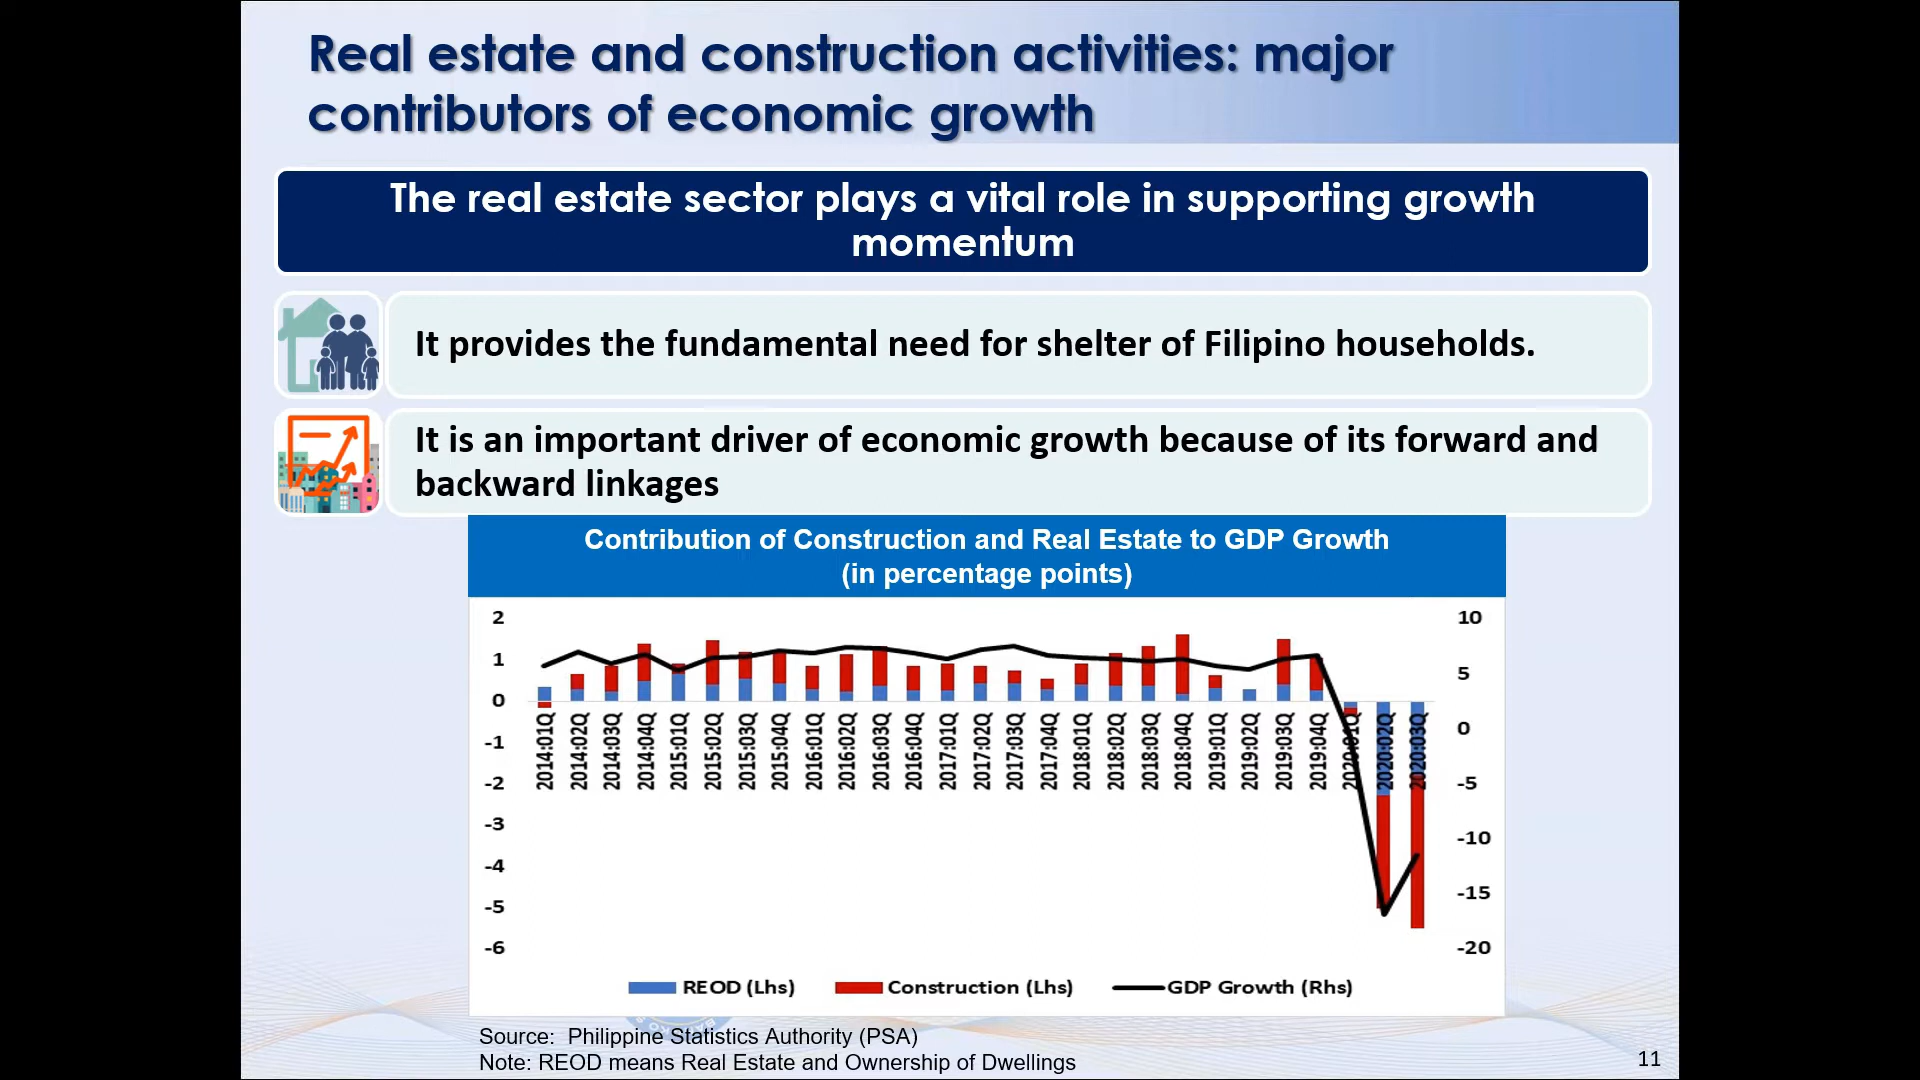 Real estate and construction activities: major
contributors of economic growth
The real estate sector plays a vital role in supporting growth
momentum
It provides the fundamental need for shelter of Filipino households.
It is an important driver of economic growth because of its forward and
backward linkages
Contribution of Construction and Real Estate to GDP Growth
(in percentage points)
2
1
0
-1
-2
-3
-4
-5
-6
10
5
0
-5
-10
-15
-20
2014:01Q
2014:02Q
2014:03Q
2014:04Q
2015:01Q
2015:02Q
2015:03Q
2015:04Q
2016:01Q
2016:02Q
2016:03Q
2016:04Q
2017:01Q
2017:02Q
2017:03Q
2017:04Q
2018:01Q
2018:02Q
2018:03Q
2018:04Q
2019:01Q
2019:02Q
2019:03Q
2019:04Q
2020:01Q
2020:02Q
2020:03Q
REOD (Lhs)
Construction (Lhs)
GDP Growth (Rhs)
Source: Philippine Statistics Authority (PSA)
Note: REOD means Real Estate and Ownership of Dwellings
11